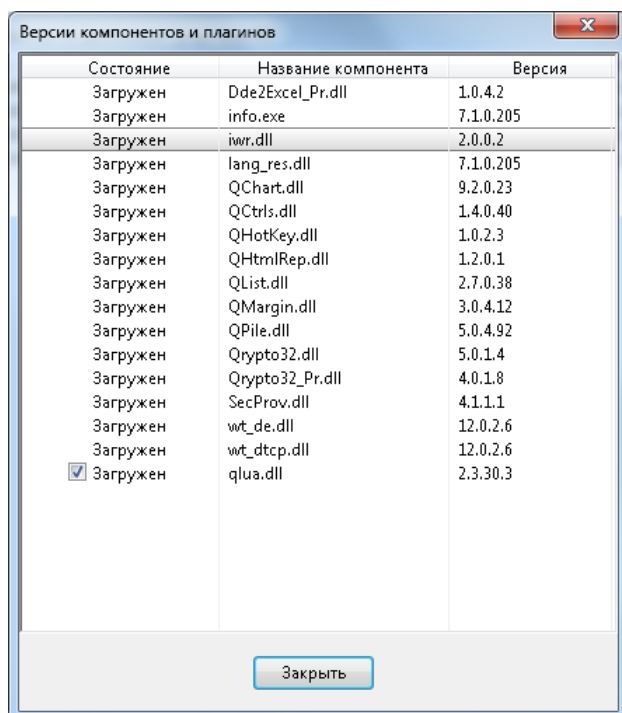 Версии компонентов и плагинов
Состояние Название компонента Версия
Загружен Dde2Excel_Pr.dll 1.0.4.2
Загружен info.exe 7.1.0.205
Загружен iwr.dll 2.0.0.2
Загружен lang_res.dll 7.1.0.205
Загружен QChart.dll 9.2.0.23
Загружен QCtrls.dll 1.4.0.40
Загружен QHotKey.dll 1.0.2.3
Загружен QHtmlRep.dll 1.2.0.1
Загружен QList.dll 2.7.0.38
Загружен QMargin.dll 3.0.4.12
Загружен QPile.dll 5.0.4.92
Загружен Qrypto32.dll 5.0.1.4
Загружен Qrypto32_Pr.dll 4.0.1.8
Загружен SecProv.dll 4.1.1.1
Загружен wt_de.dll 12.0.2.6
Загружен wt_dtcp.dll 12.0.2.6
Загружен qlua.dll 2.3.30.3
Закрыть